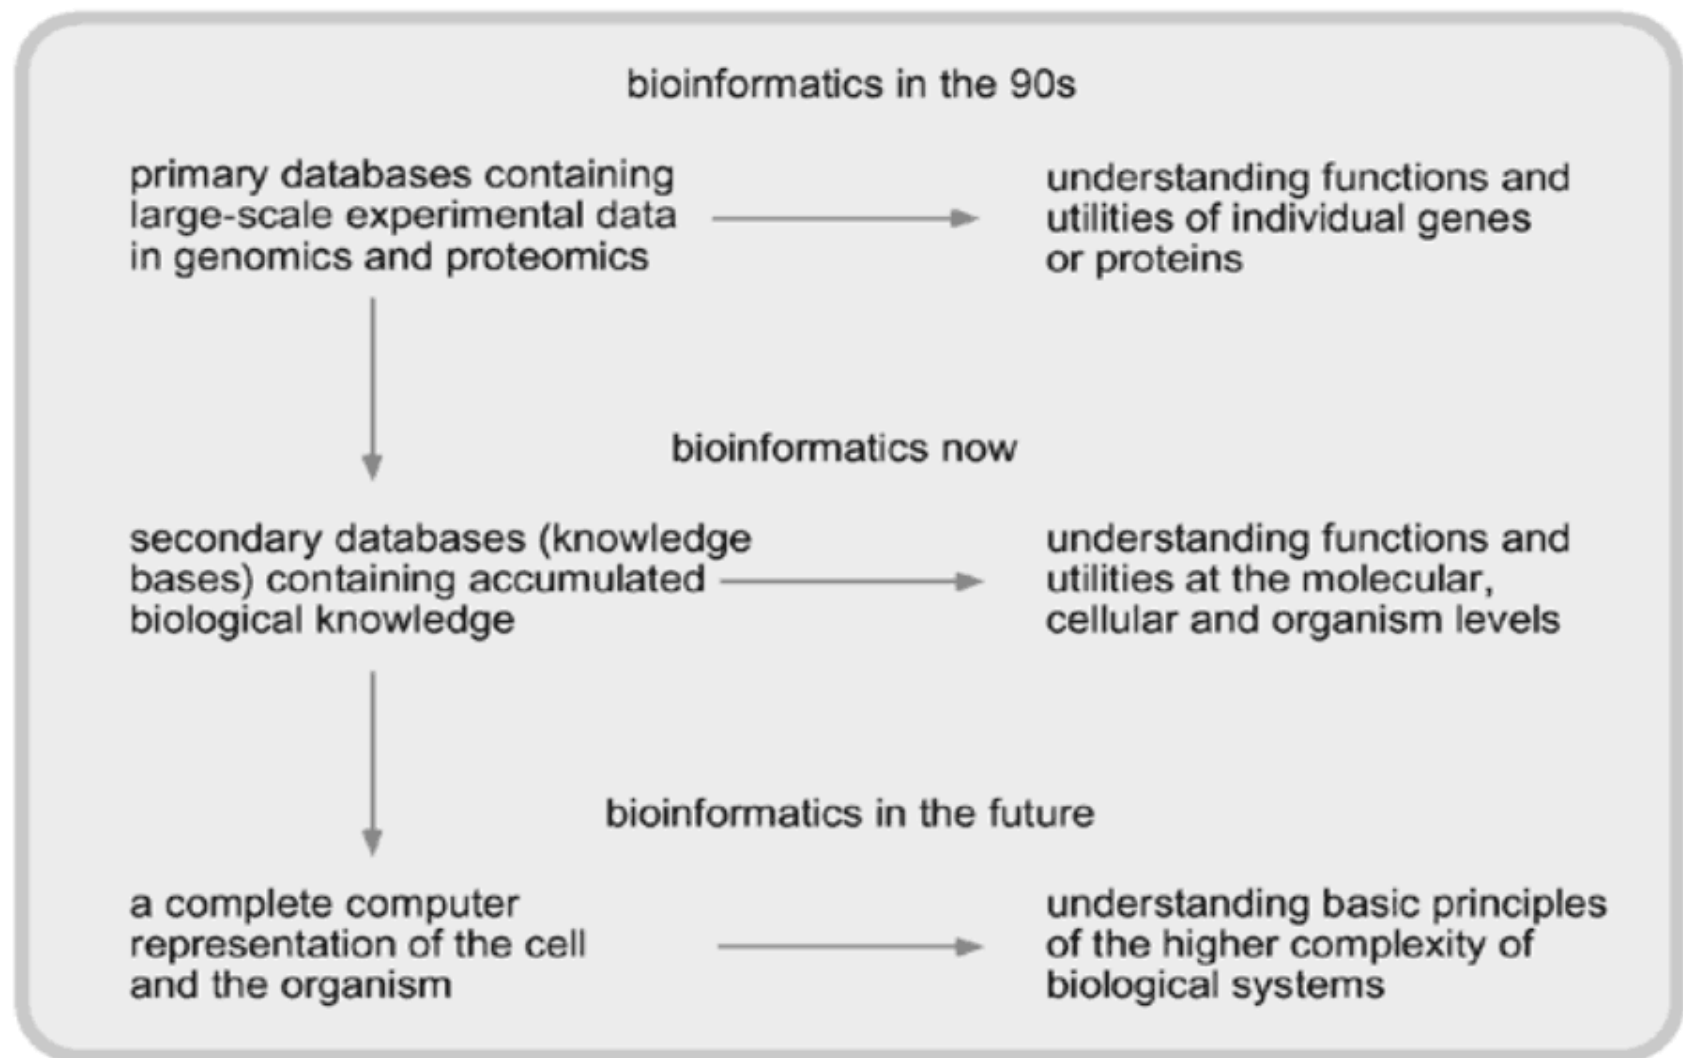 bioinformatics in the 90s
primary databases containing
large-scale experimental data
in genomics and proteomics
understanding functions and
utilities of individual genes
or proteins
bioinformatics now
secondary databases (knowledge
bases) containing accumulated
biological knowledge
understanding functions and
utilities at the molecular,
cellular and organism levels
bioinformatics in the future
a complete computer
representation of the cell
and the organism
understanding basic principles
of the higher complexity of
biological systems